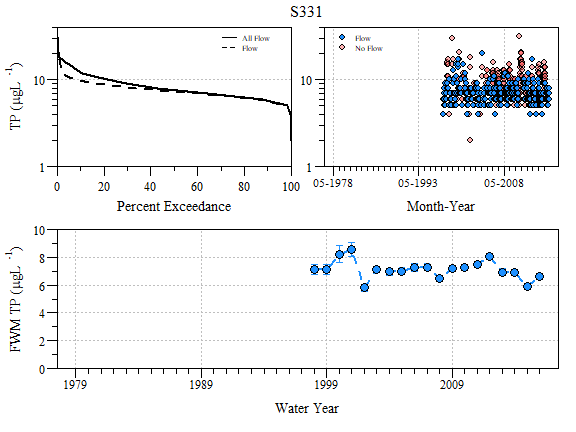 S331
All Flow
Flow
TP (µgL⁻¹)
10
1
0 20 40 60 80 100
Percent Exceedance
Flow
No Flow
10
1
05-1978 05-1993 05-2008
Month-Year
FWM TP (µgL⁻¹)
10
8
6
4
2
0
1979 1989 1999 2009
Water Year